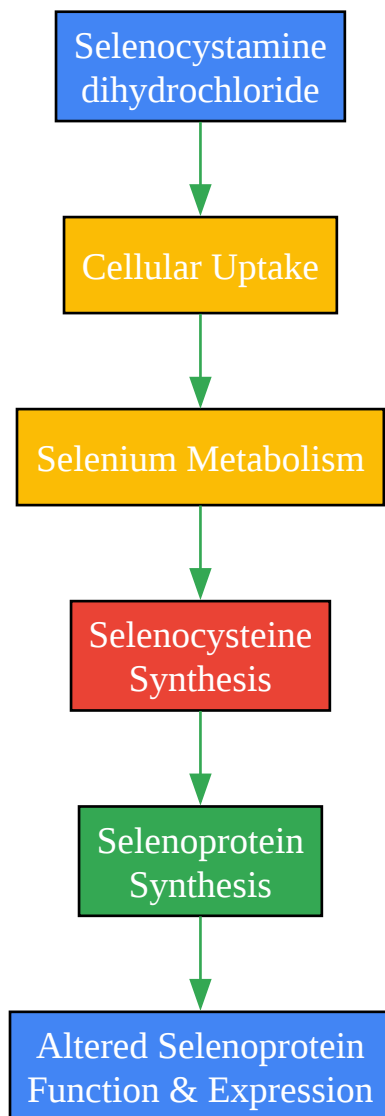 Selenocystamine
dihydrochloride
Cellular Uptake
Selenium Metabolism
Selenocysteine
Synthesis
Selenoprotein
Synthesis
Altered Selenoprotein
Function & Expression